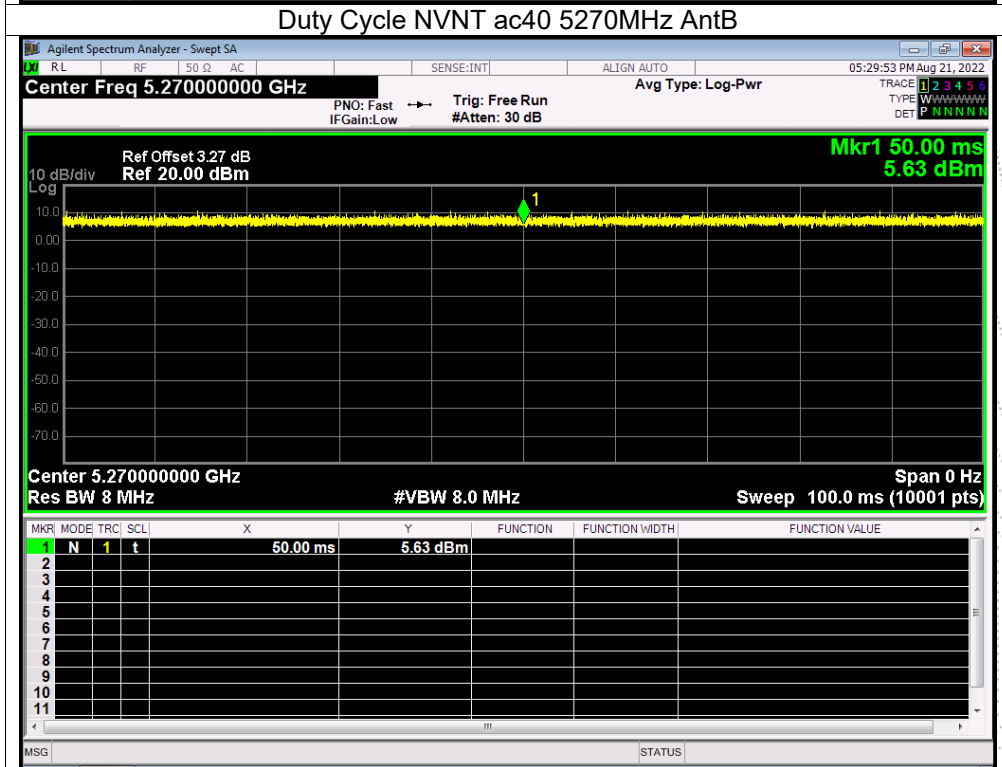 Duty Cycle NVNT ac40 5270MHz AntB
Agilent Spectrum Analyzer - Swept SA
LXI RL RF 50 Ω AC SENSE:INT ALIGN AUTO 05:29:53 PM Aug 21, 2022
Center Freq 5.270000000 GHz Avg Type: Log-Pwr TRACE 1 2 3 4 5 6
PNO: Fast Trig: Free Run TYPE WWWWWW
IFGain:Low #Atten: 30 dB DET P N N N N N
Mkr1 50.00 ms
Ref Offset 3.27 dB
10 dB/div Ref 20.00 dBm 5.63 dBm
Log
1
10.0
0.00
-10.0
-20.0
-30.0
-40.0
-50.0
-60.0
-70.0
Center 5.270000000 GHz Span 0 Hz
Res BW 8 MHz #VBW 8.0 MHz Sweep 100.0 ms (10001 pts)
MKR MODE TRC SCL X Y FUNCTION FUNCTION WIDTH FUNCTION VALUE
1 N 1 t 50.00 ms 5.63 dBm
2
3
4
5
6
7
8
9
10
11
MSG STATUS